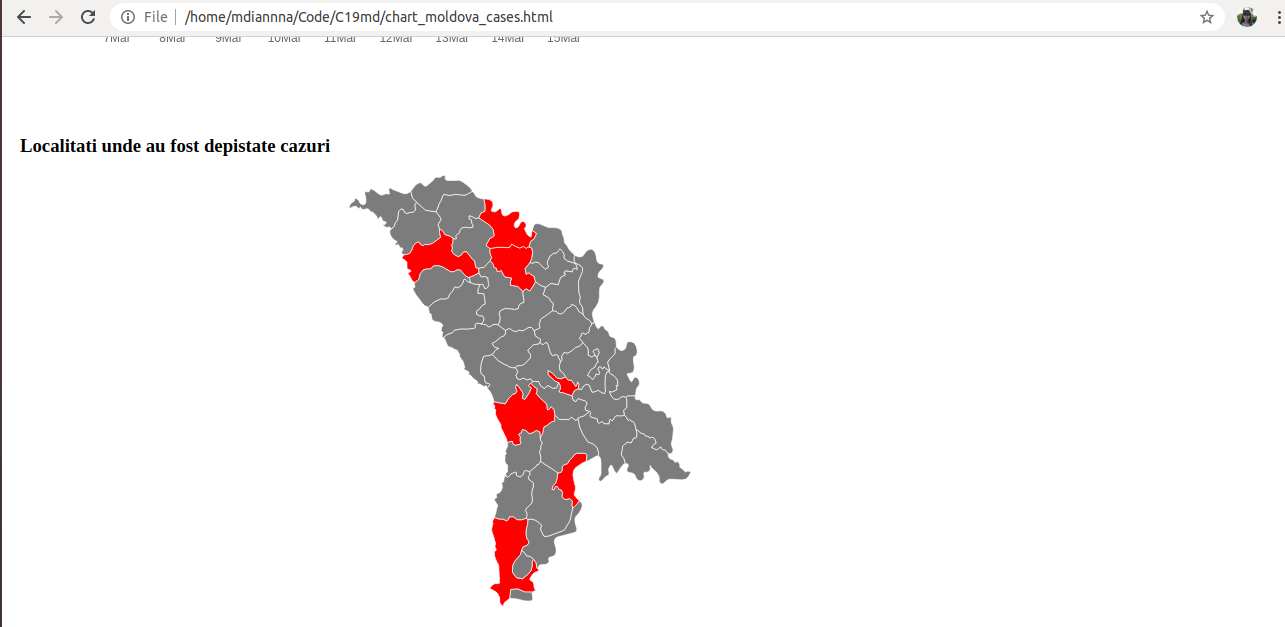 File /home/mdiannna/Code/C19md/chart_moldova_cases.html
7Mar 8Mar 9Mar 10Mar 11Mar 12Mar 13Mar 14Mar 15Mar
Localitati unde au fost depistate cazuri